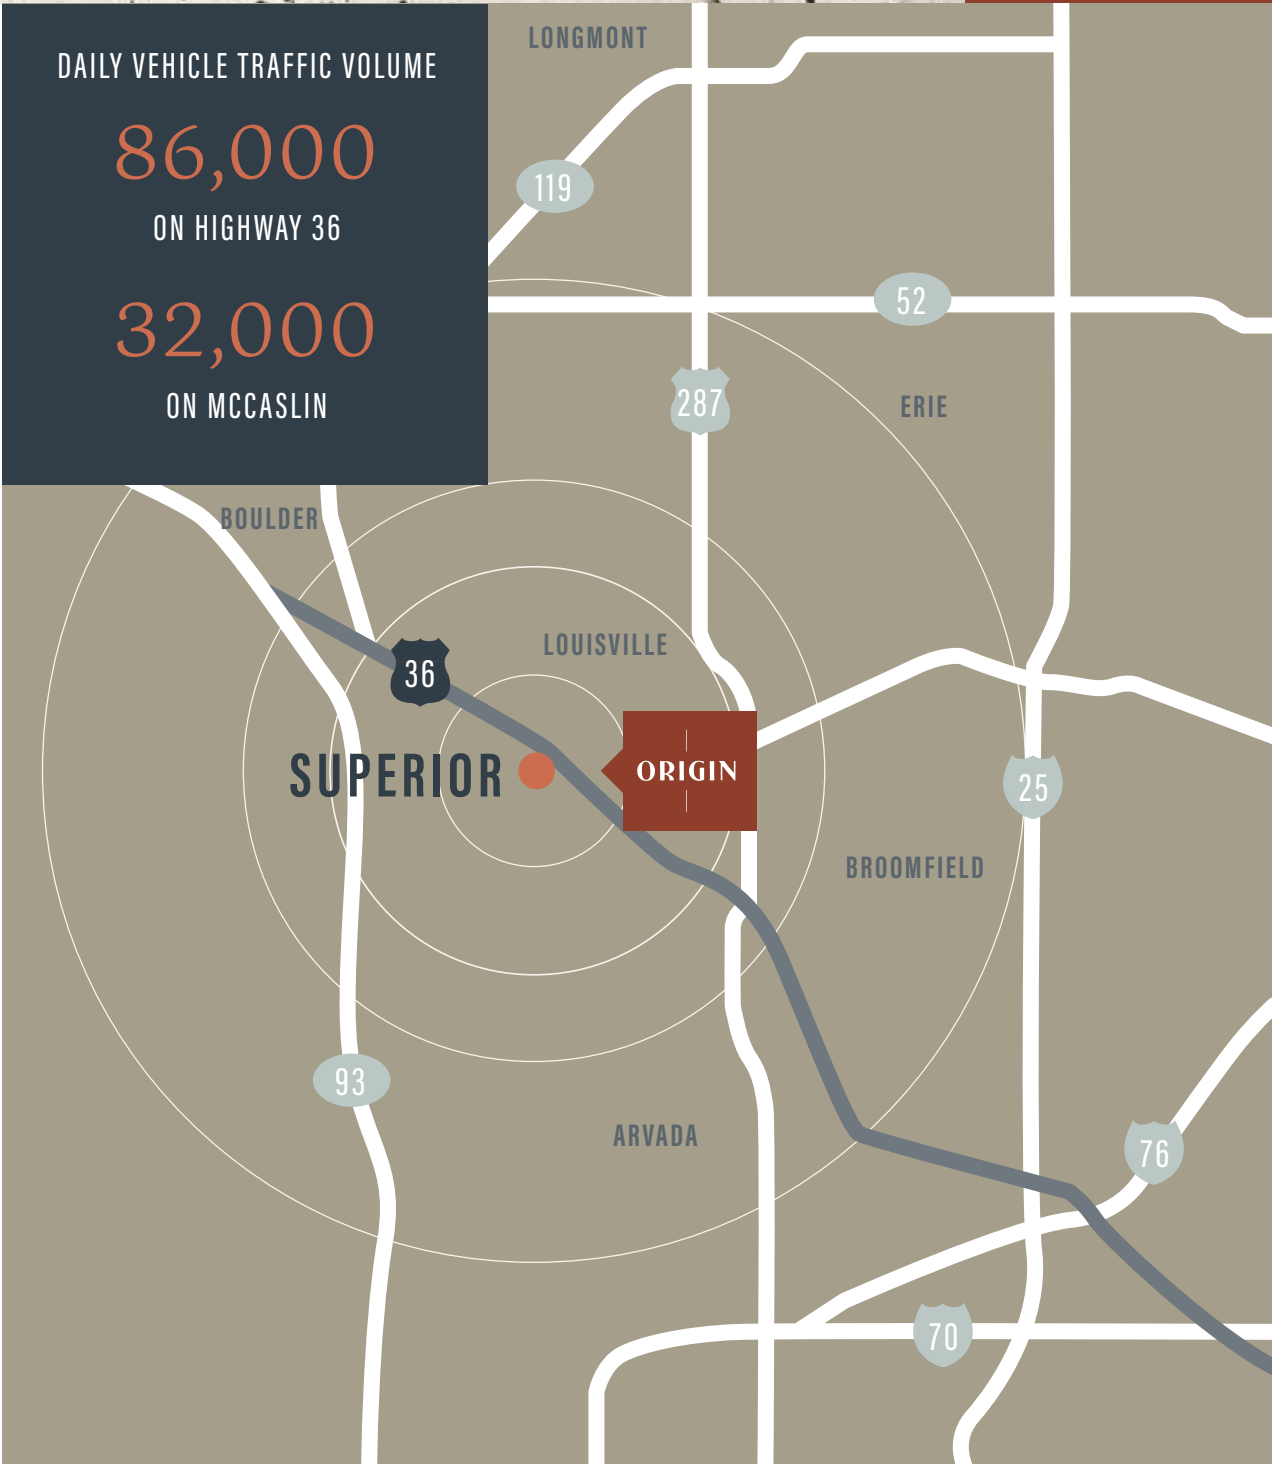 DAILY VEHICLE TRAFFIC VOLUME
86,000
ON HIGHWAY 36
32,000
ON MCCASLIN
LONGMONT
119
52
287
ERIE
BOULDER
LOUISVILLE
36
SUPERIOR
ORIGIN
25
BROOMFIELD
93
ARVADA
76
70